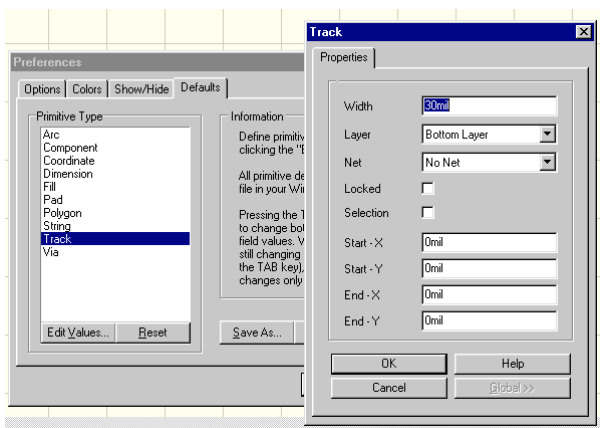 Preferences
Options
Colors
Show/Hide
Defaults
Primitive Type
Arc
Component
Coordinate
Dimension
Fill
Pad
Polygon
String
Track
Via
Edit Values...
Reset
Information
Define primitiv
clicking the "E
All primitive de
file in your Wi
Pressing the T
to change bot
field values. V
still changing
the TAB key),
changes only
Save As...
Track
Properties
Width 30mil
Layer Bottom Layer
Net No Net
Locked
Selection
Start - X 0mil
Start - Y 0mil
End - X 0mil
End - Y 0mil
OK Help
Cancel Global >>